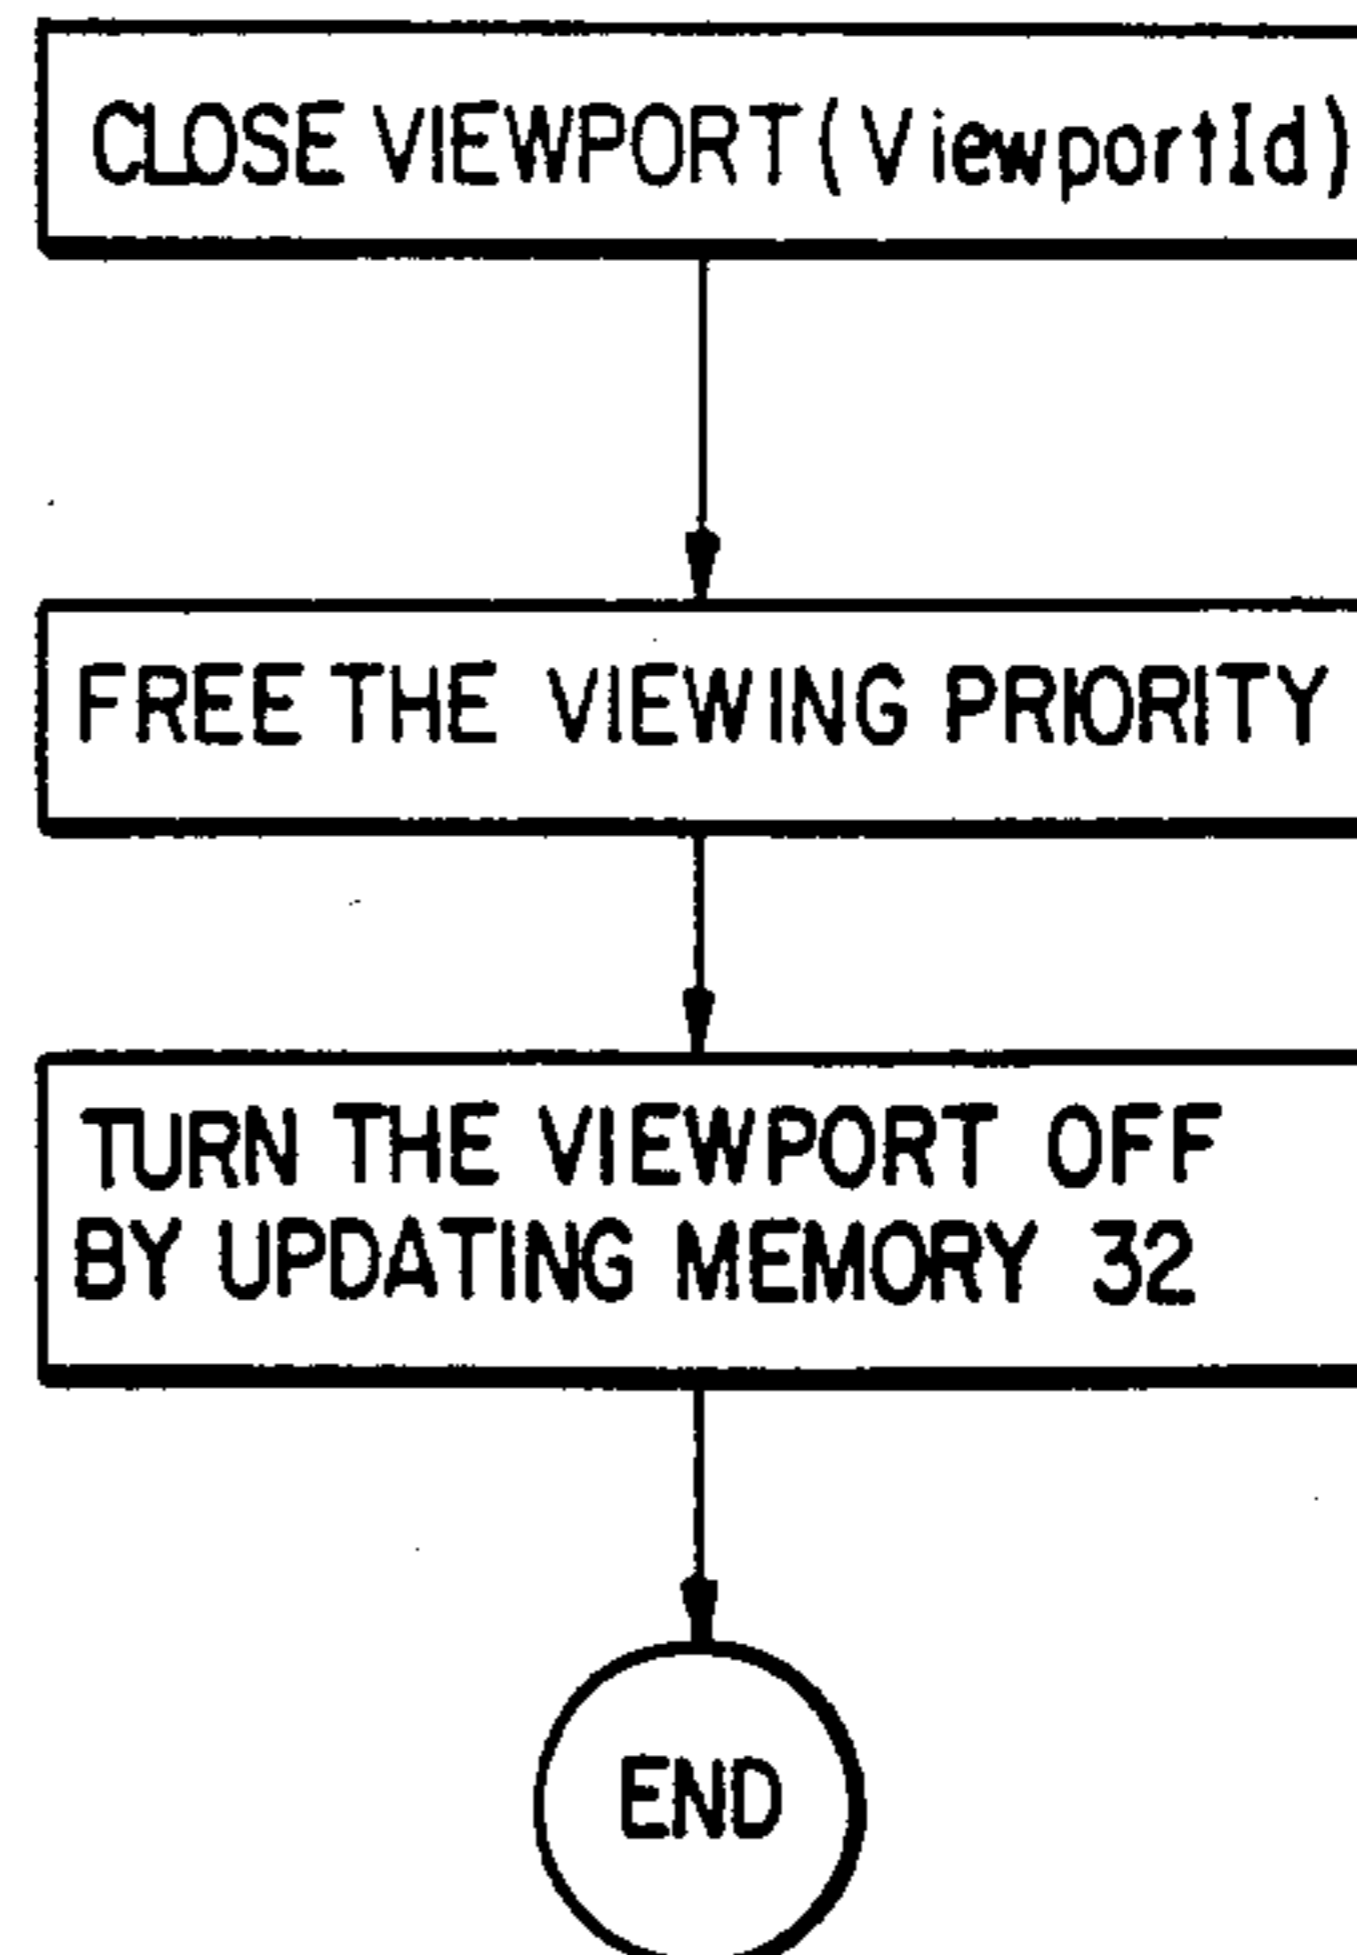 CLOSE VIEWPORT(ViewportId)
FREE THE VIEWING PRIORITY
TURN THE VIEWPORT OFF
BY UPDATING MEMORY 32
END